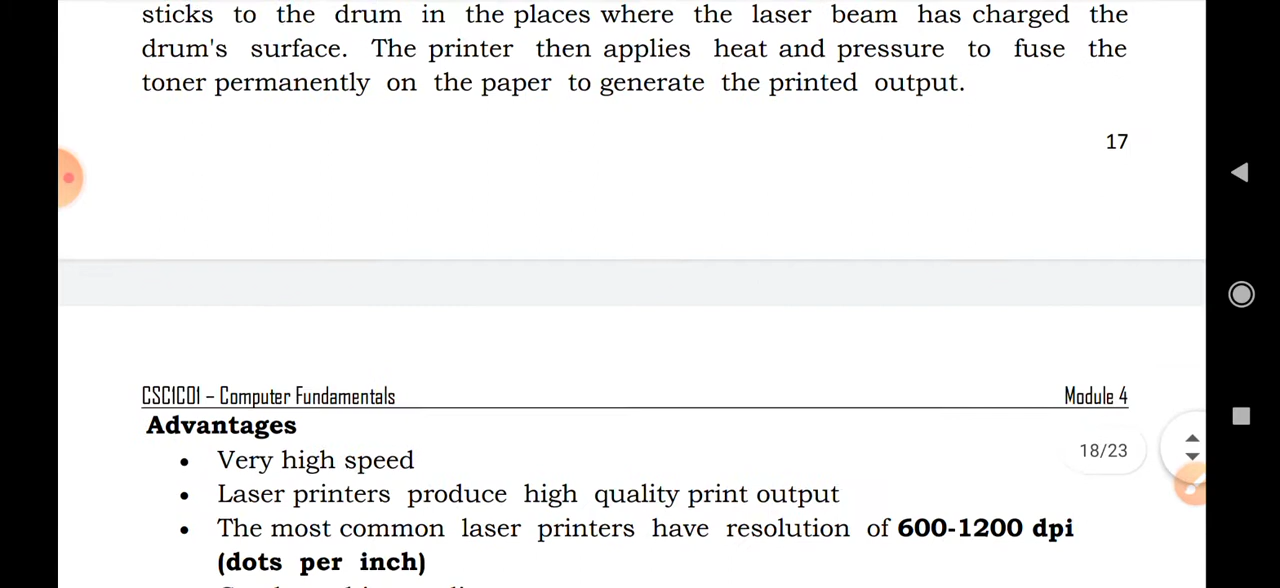 sticks to the drum in the places where the laser beam has charged the
drum's surface. The printer then applies heat and pressure to fuse the
toner permanently on the paper to generate the printed output.
17
CSC1C01 – Computer Fundamentals Module 4
Advantages
• Very high speed
18/23
• Laser printers produce high quality print output
• The most common laser printers have resolution of 600-1200 dpi
(dots per inch)